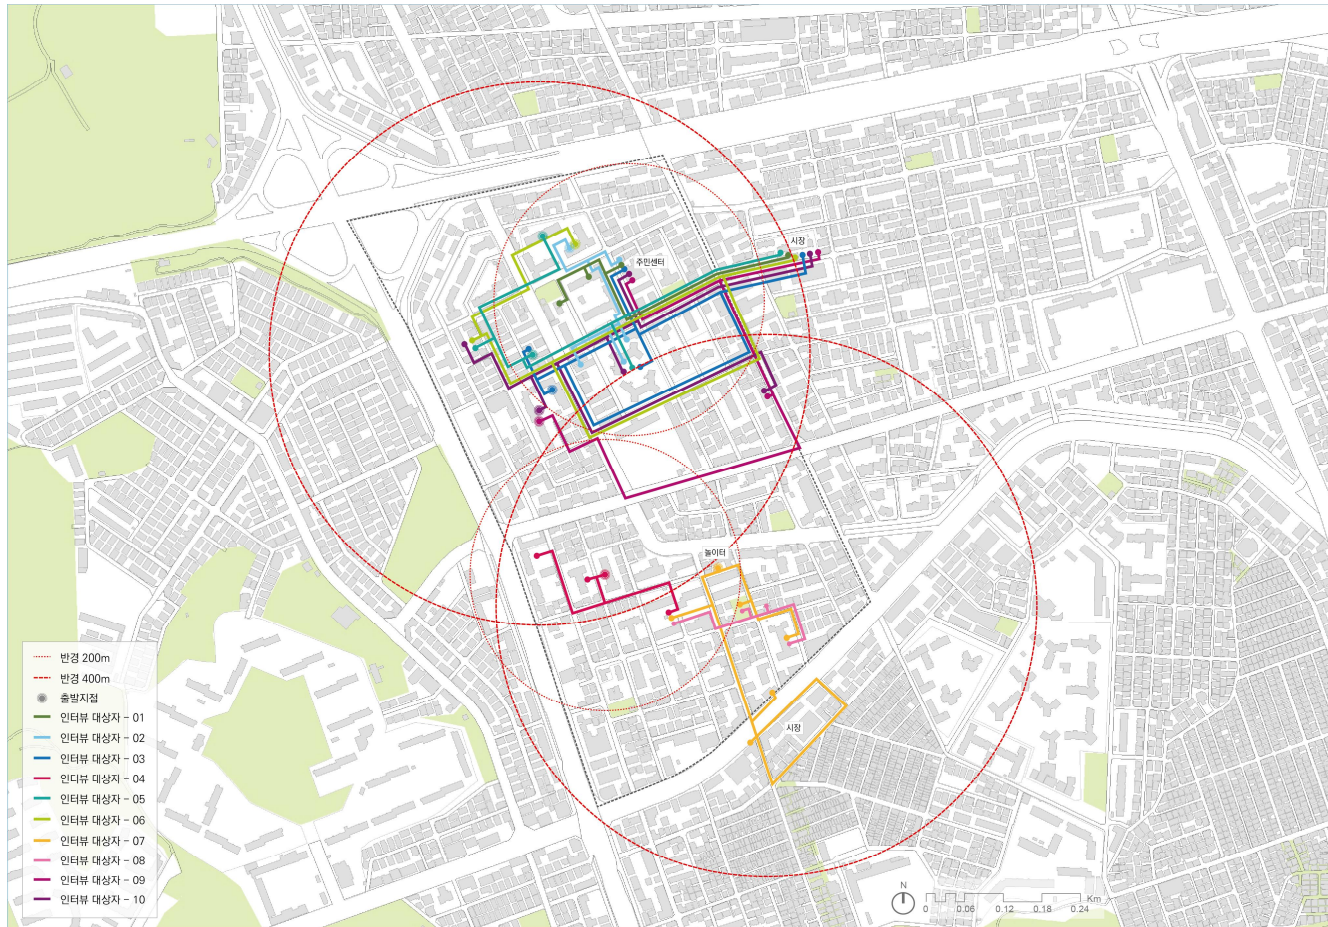 시장
주민센터
놀이터
시장
반경 200m
반경 400m
출방지점
인터뷰 대상자 - 01
인터뷰 대상자 - 02
인터뷰 대상자 - 03
인디뷰 대상자 - 04
인터뷰 대상자 - 05
인터뷰 대상자 - 06
인터뷰 대상자 - 07
인터뷰 대상자 - 08
인터뷰 대상자 - 09
인터뷰 대상자 - 10
N
0 0.06 0.12 0.18 0.24 Km